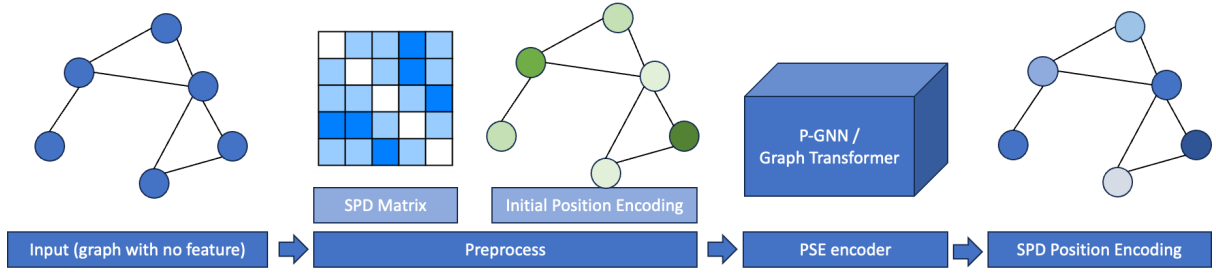 P-GNN /
Graph Transformer
SPD Matrix
Initial Position Encoding
Input (graph with no feature)
Preprocess
PSE encoder
SPD Position Encoding